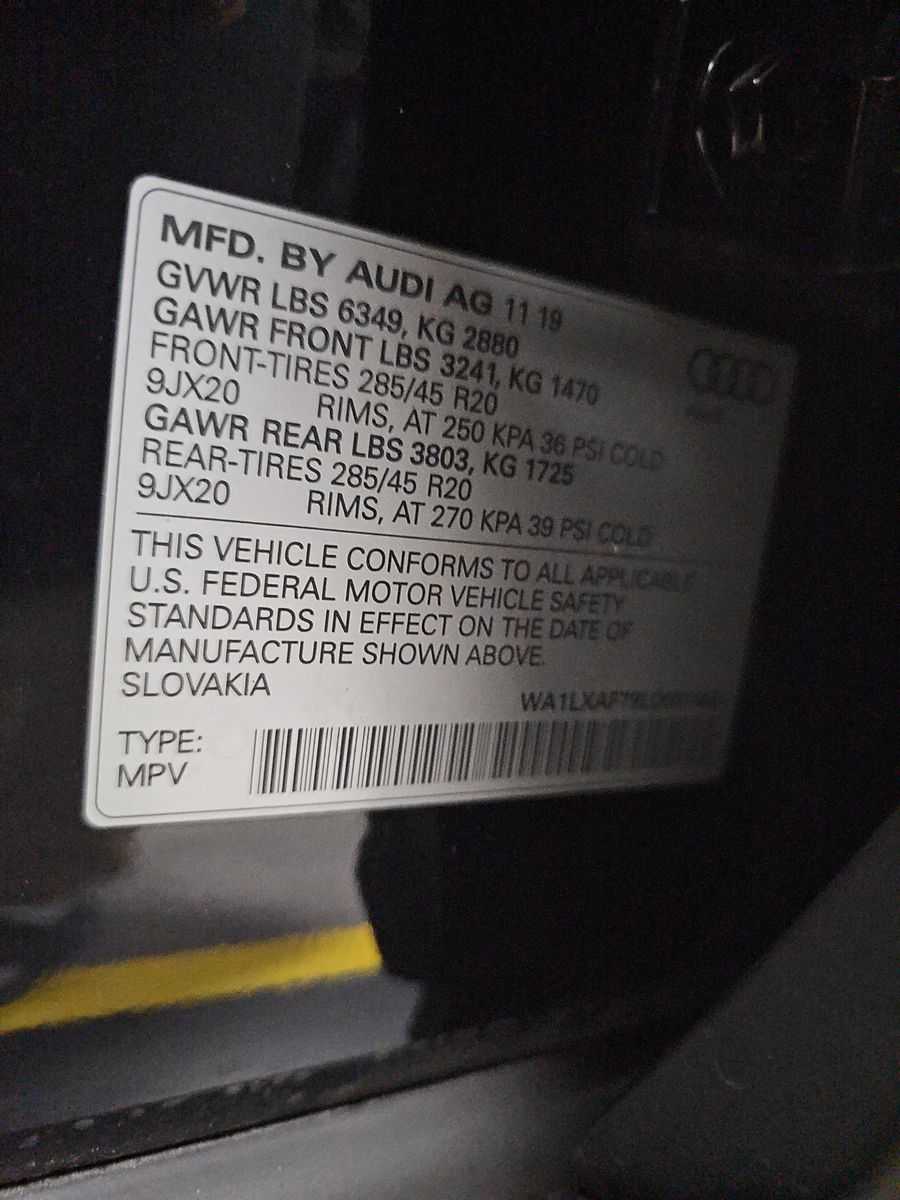 MFD. BY AUDI AG 11 19
GVWR LBS 6349, KG 2880
GAWR FRONT LBS 3241, KG 1470
FRONT-TIRES 285/45 R20
9JX20 RIMS, AT 250 KPA 36 PSI COLD
GAWR REAR LBS 3803, KG 1725
REAR-TIRES 285/45 R20
9JX20 RIMS, AT 270 KPA 39 PSI COLD
THIS VEHICLE CONFORMS TO ALL APPLICABLE
U.S. FEDERAL MOTOR VEHICLE SAFETY
STANDARDS IN EFFECT ON THE DATE OF
MANUFACTURE SHOWN ABOVE.
SLOVAKIA
TYPE:
MPV